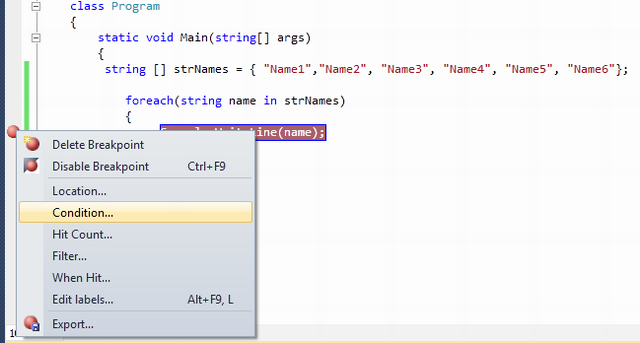 class Program
{
static void Main(string[] args)
{
string [] strNames = { "Name1","Name2", "Name3", "Name4", "Name5", "Name6"};
foreach(string name in strNames)
{
(name);
Delete Breakpoint
Disable Breakpoint Ctrl+F9
Location...
Condition...
Hit Count...
Filter...
When Hit...
Edit labels... Alt+F9, L
Export...